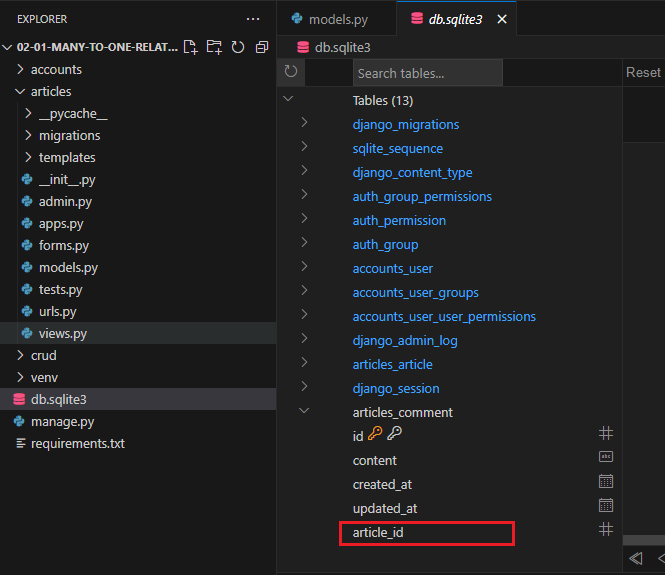 EXPLORER
02-01-MANY-TO-ONE-RELAT...
accounts
articles
__pycache__
migrations
templates
__init__.py
admin.py
apps.py
forms.py
models.py
tests.py
urls.py
views.py
crud
venv
db.sqlite3
manage.py
requirements.txt
models.py
db.sqlite3
db.sqlite3
Search tables...
Reset
Tables (13)
django_migrations
sqlite_sequence
django_content_type
auth_group_permissions
auth_permission
auth_group
accounts_user
accounts_user_groups
accounts_user_user_permissions
django_admin_log
articles_article
django_session
articles_comment
id
content
abc
created_at
updated_at
article_id